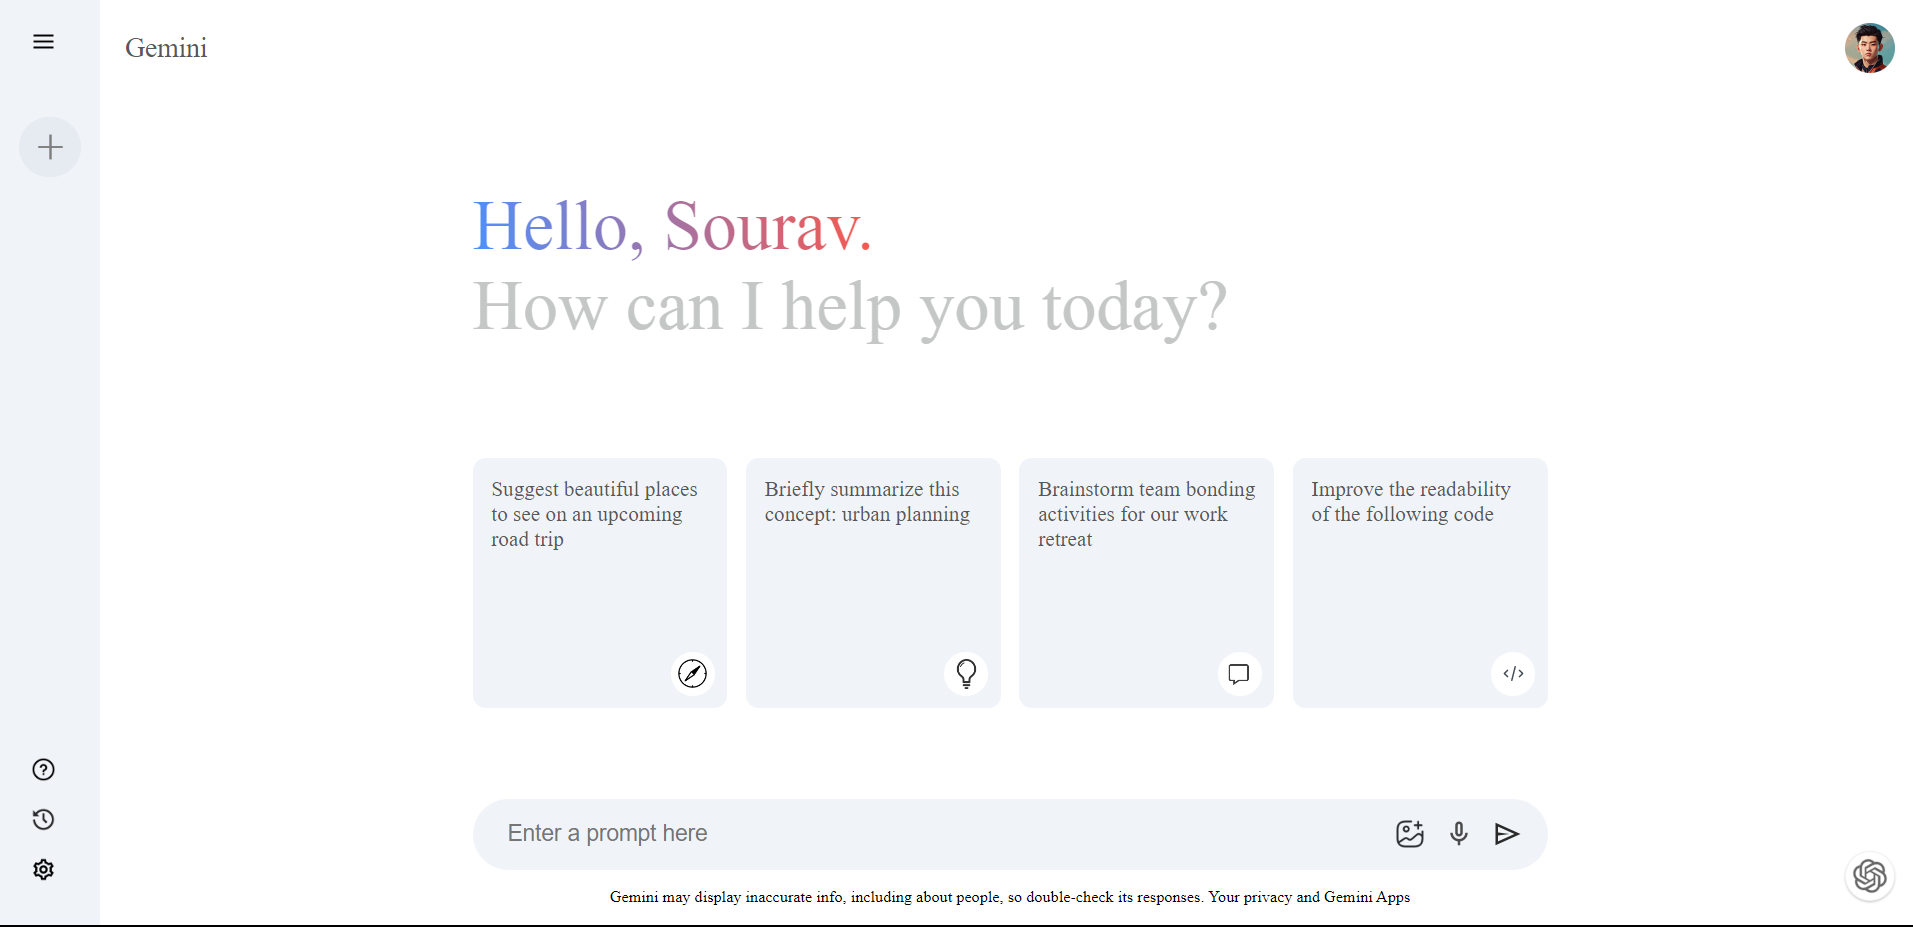 Gemini
Hello, Sourav.
How can I help you today?
Suggest beautiful places
to see on an upcoming
road trip
Briefly summarize this
concept: urban planning
Brainstorm team bonding
activities for our work
retreat
Improve the readability
of the following code
Enter a prompt here
Gemini may display inaccurate info, including about people, so double-check its responses. Your privacy and Gemini Apps